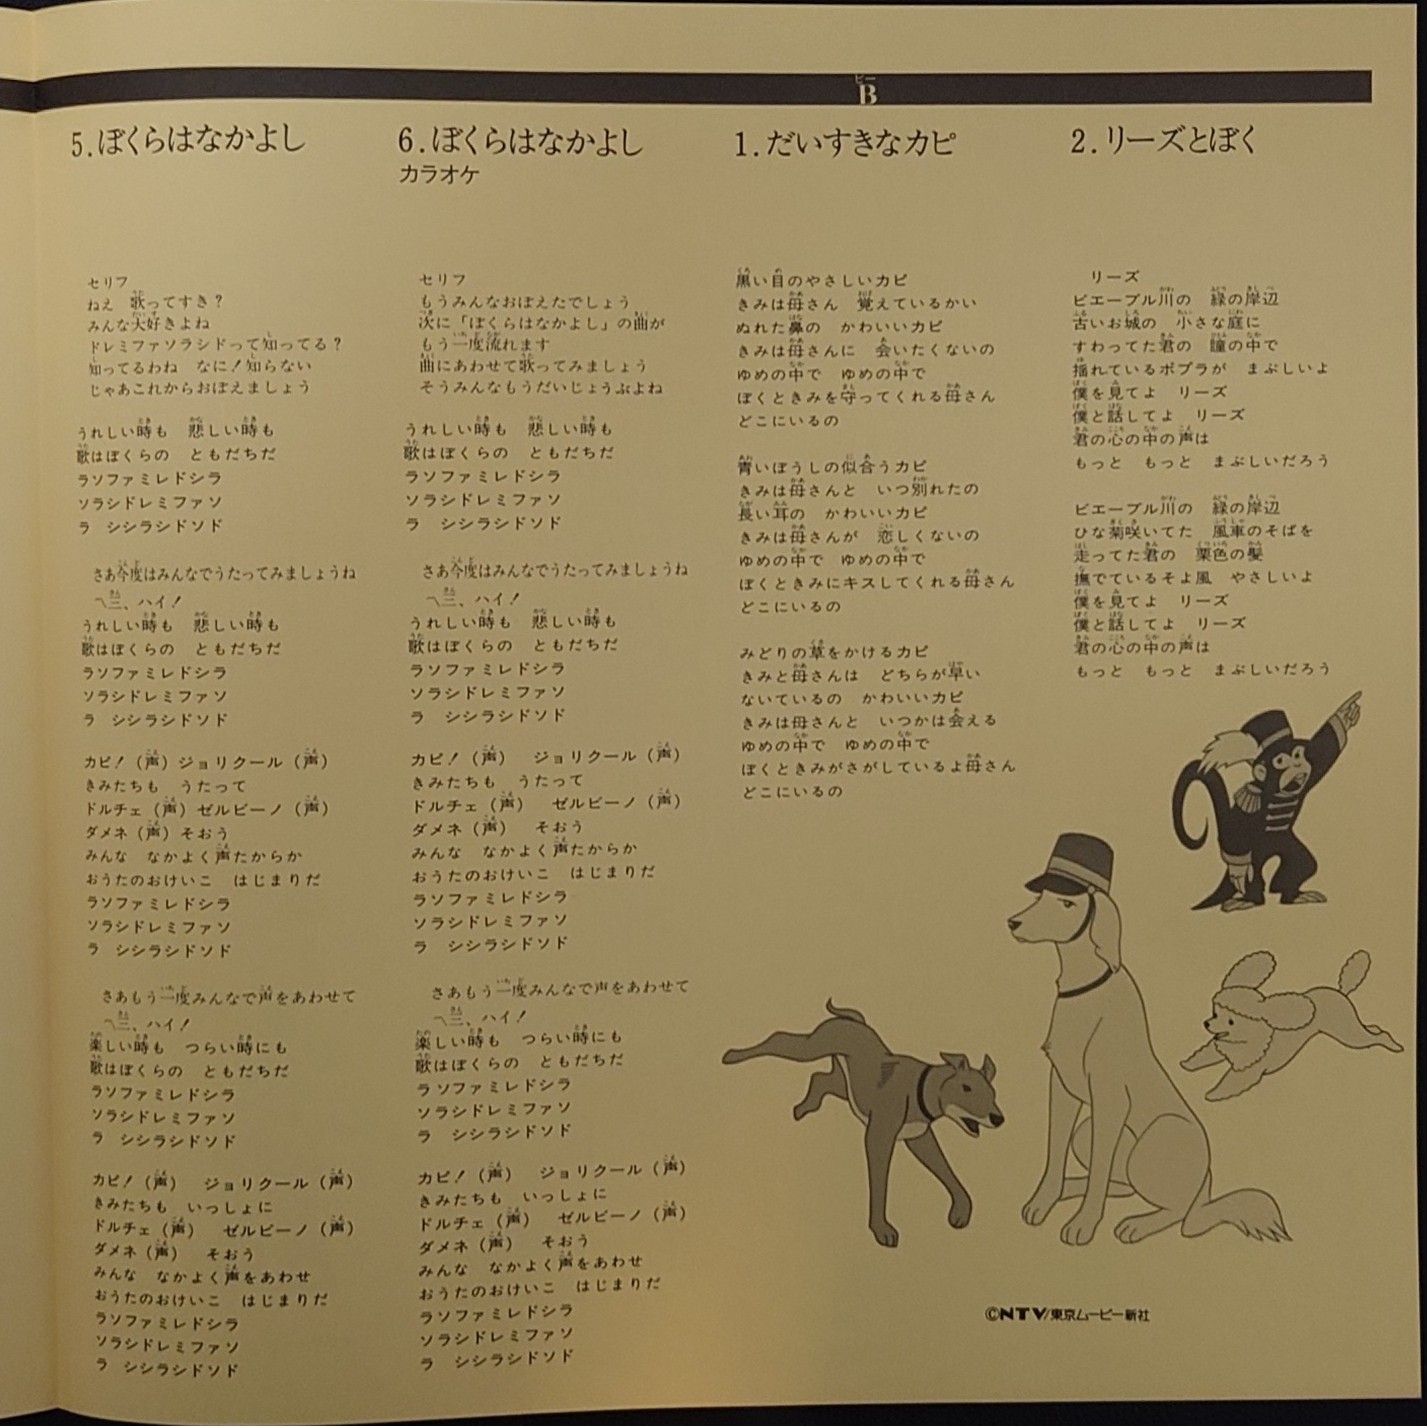 B
5.ぼくらはなかよし
セリフ
ねえ　歌ってすき？
みんな大好きよね
ドレミファソラシドって知ってる？
知ってるわね　なに！知らない
じゃあこれからおぼえましょう
うれしい時も　悲しい時も
歌はぼくらの　ともだちだ
ラソファミレドシラ
ソラシドレミファソ
ラ　シシラシドソド
さあ今度はみんなでうたってみましょうね
三、ハイ！
うれしい時も　悲しい時も
歌はぼくらの　ともだちだ
ラソファミレドシラ
ソラシドレミファソ
ラ　シシラシドソド
カピ！（声）ジョリクール（声）
きみたちも　うたって
ドルチェ（声）ゼルビーノ（声）
ダメネ（声）そおう
みんな　なかよく声たからか
おうたのおけいこ　はじまりだ
ラソファミレドシラ
ソラシドレミファソ
ラ　シシラシドソド
さあもう一度みんなで声をあわせて
三、ハイ！
楽しい時も　つらい時にも
歌はぼくらの　ともだちだ
ラソファミレドシラ
ソラシドレミファソ
ラ　シシラシドソド
カピ！（声）　ジョリクール（声）
きみたちも　いっしょに
ドルチェ（声）　ゼルビーノ（声）
ダメネ（声）　そおう
みんな　なかよく声をあわせ
おうたのおけいこ　はじまりだ
ラソファミレドシラ
ソラシドレミファソ
ラ　シシラシドソド
6.ぼくらはなかよし
カラオケ
セリフ
もうみんなおぼえたでしょう
次に「ぼくらはなかよし」の曲が
もう一度流れます
曲にあわせて歌ってみましょう
そうみんなもうだいじょうぶよね
うれしい時も　悲しい時も
歌はぼくらの　ともだちだ
ラソファミレドシラ
ソラシドレミファソ
ラ　シシラシドソド
さあ今度はみんなでうたってみましょうね
三、ハイ！
うれしい時も　悲しい時も
歌はぼくらの　ともだちだ
ラソファミレドシラ
ソラシドレミファソ
ラ　シシラシドソド
カピ！（声）　ジョリクール（声）
きみたちも　うたって
ドルチェ（声）　ゼルビーノ（声）
ダメネ（声）　そおう
みんな　なかよく声たからか
おうたのおけいこ　はじまりだ
ラソファミレドシラ
ソラシドレミファソ
ラ　シシラシドソド
さあもう一度みんなで声をあわせて
三、ハイ！
楽しい時も　つらい時にも
歌はぼくらの　ともだちだ
ラソファミレドシラ
ソラシドレミファソ
ラ　シシラシドソド
カピ！（声）　ジョリクール（声）
きみたちも　いっしょに
ドルチェ（声）　ゼルビーノ（声）
ダメネ（声）　そおう
みんな　なかよく声をあわせ
おうたのおけいこ　はじまりだ
ラソファミレドシラ
ソラシドレミファソ
ラ　シシラシドソド
1.だいすきなカピ
黒い目のやさしいカピ
きみは母さん　覚えているかい
ぬれた鼻の　かわいいカピ
きみは母さんに　会いたくないの
ゆめの中で　ゆめの中で
ぼくときみを守ってくれる母さん
どこにいるの
青いぼうしの似合うカピ
きみは母さんと　いつ別れたの
長い耳の　かわいいカピ
きみは母さんが　恋しくないの
ゆめの中で　ゆめの中で
ぼくときみにキスしてくれる母さん
どこにいるの
みどりの草をかけるカピ
きみと母さんは　どちらが早い
ないているの　かわいいカピ
きみは母さんと　いつかは会える
ゆめの中で　ゆめの中で
ぼくときみがさがしているよ母さん
どこにいるの
2.リーズとぼく
リーズ
ビエーブル川の　緑の岸辺
古いお城の　小さな庭に
すわってた君の　瞳の中で
揺れているポプラが　まぶしいよ
僕を見てよ　リーズ
僕と話してよ　リーズ
君の心の中の声は
もっと　もっと　まぶしいだろう
ビエーブル川の　緑の岸辺
ひな菊咲いてた　風車のそばを
走ってた君の　栗色の髪
撫でているそよ風　やさしいよ
僕を見てよ　リーズ
僕と話してよ　リーズ
君の心の中の声は
もっと　もっと　まぶしいだろう
©NTV/東京ムービー新社